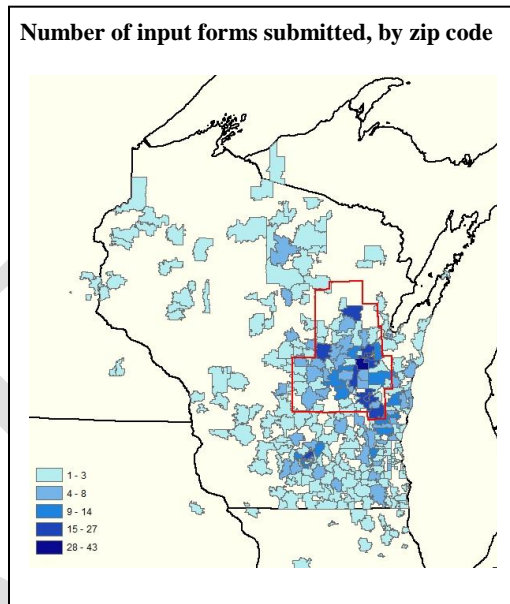 Number of input forms submitted, by zip code
1 - 3
4 - 8
9 - 14
15 - 27
28 - 43